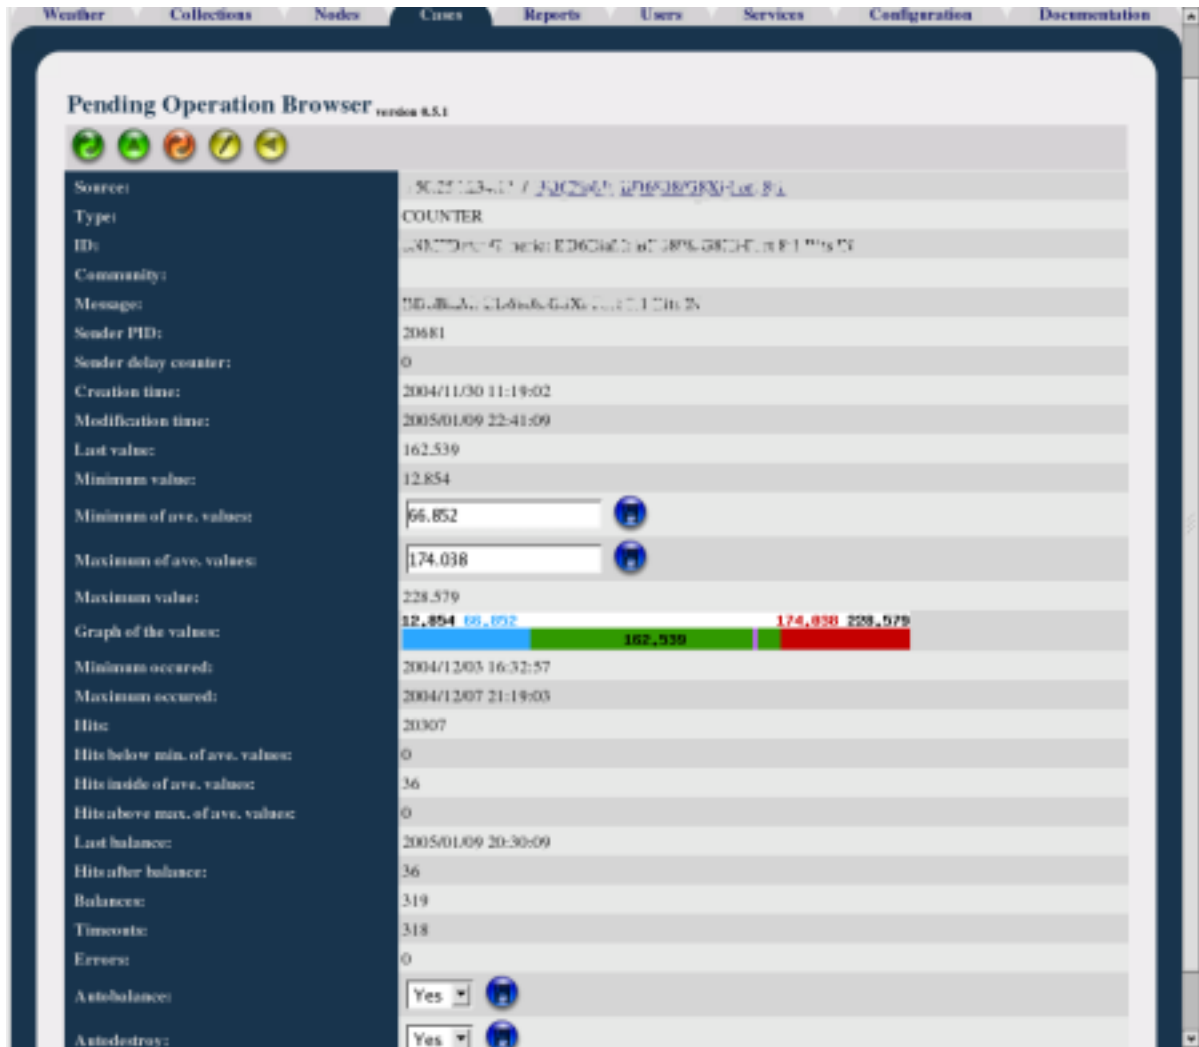 Weather Collections Nodes Cases Reports Users Services Configuration Documentation
Pending Operation Browser version 0.5.1
Source: /
Type: COUNTER
ID:
Community:
Message:
Sender PID: 20681
Sender delay counter: 0
Creation time: 2004/11/30 11:19:02
Modification time: 2005/01/09 22:41:09
Last value: 162.539
Minimum value: 12.854
Minimum of ave. values: 66.852
Maximum of ave. values: 174.038
Maximum value: 228.579
12.854 66.852 174.038 228.579
Graph of the values: 162.539
Minimum occured: 2004/12/03 16:32:57
Maximum occured: 2004/12/07 21:19:03
Hits: 20307
Hits below min. of ave. values: 0
Hits inside of ave. values: 36
Hits above max. of ave. values: 0
Last balance: 2005/01/09 20:30:09
Hits after balance: 36
Balances: 319
Timeouts: 318
Errors: 0
Autobalance: Yes
Autodestroy: Yes